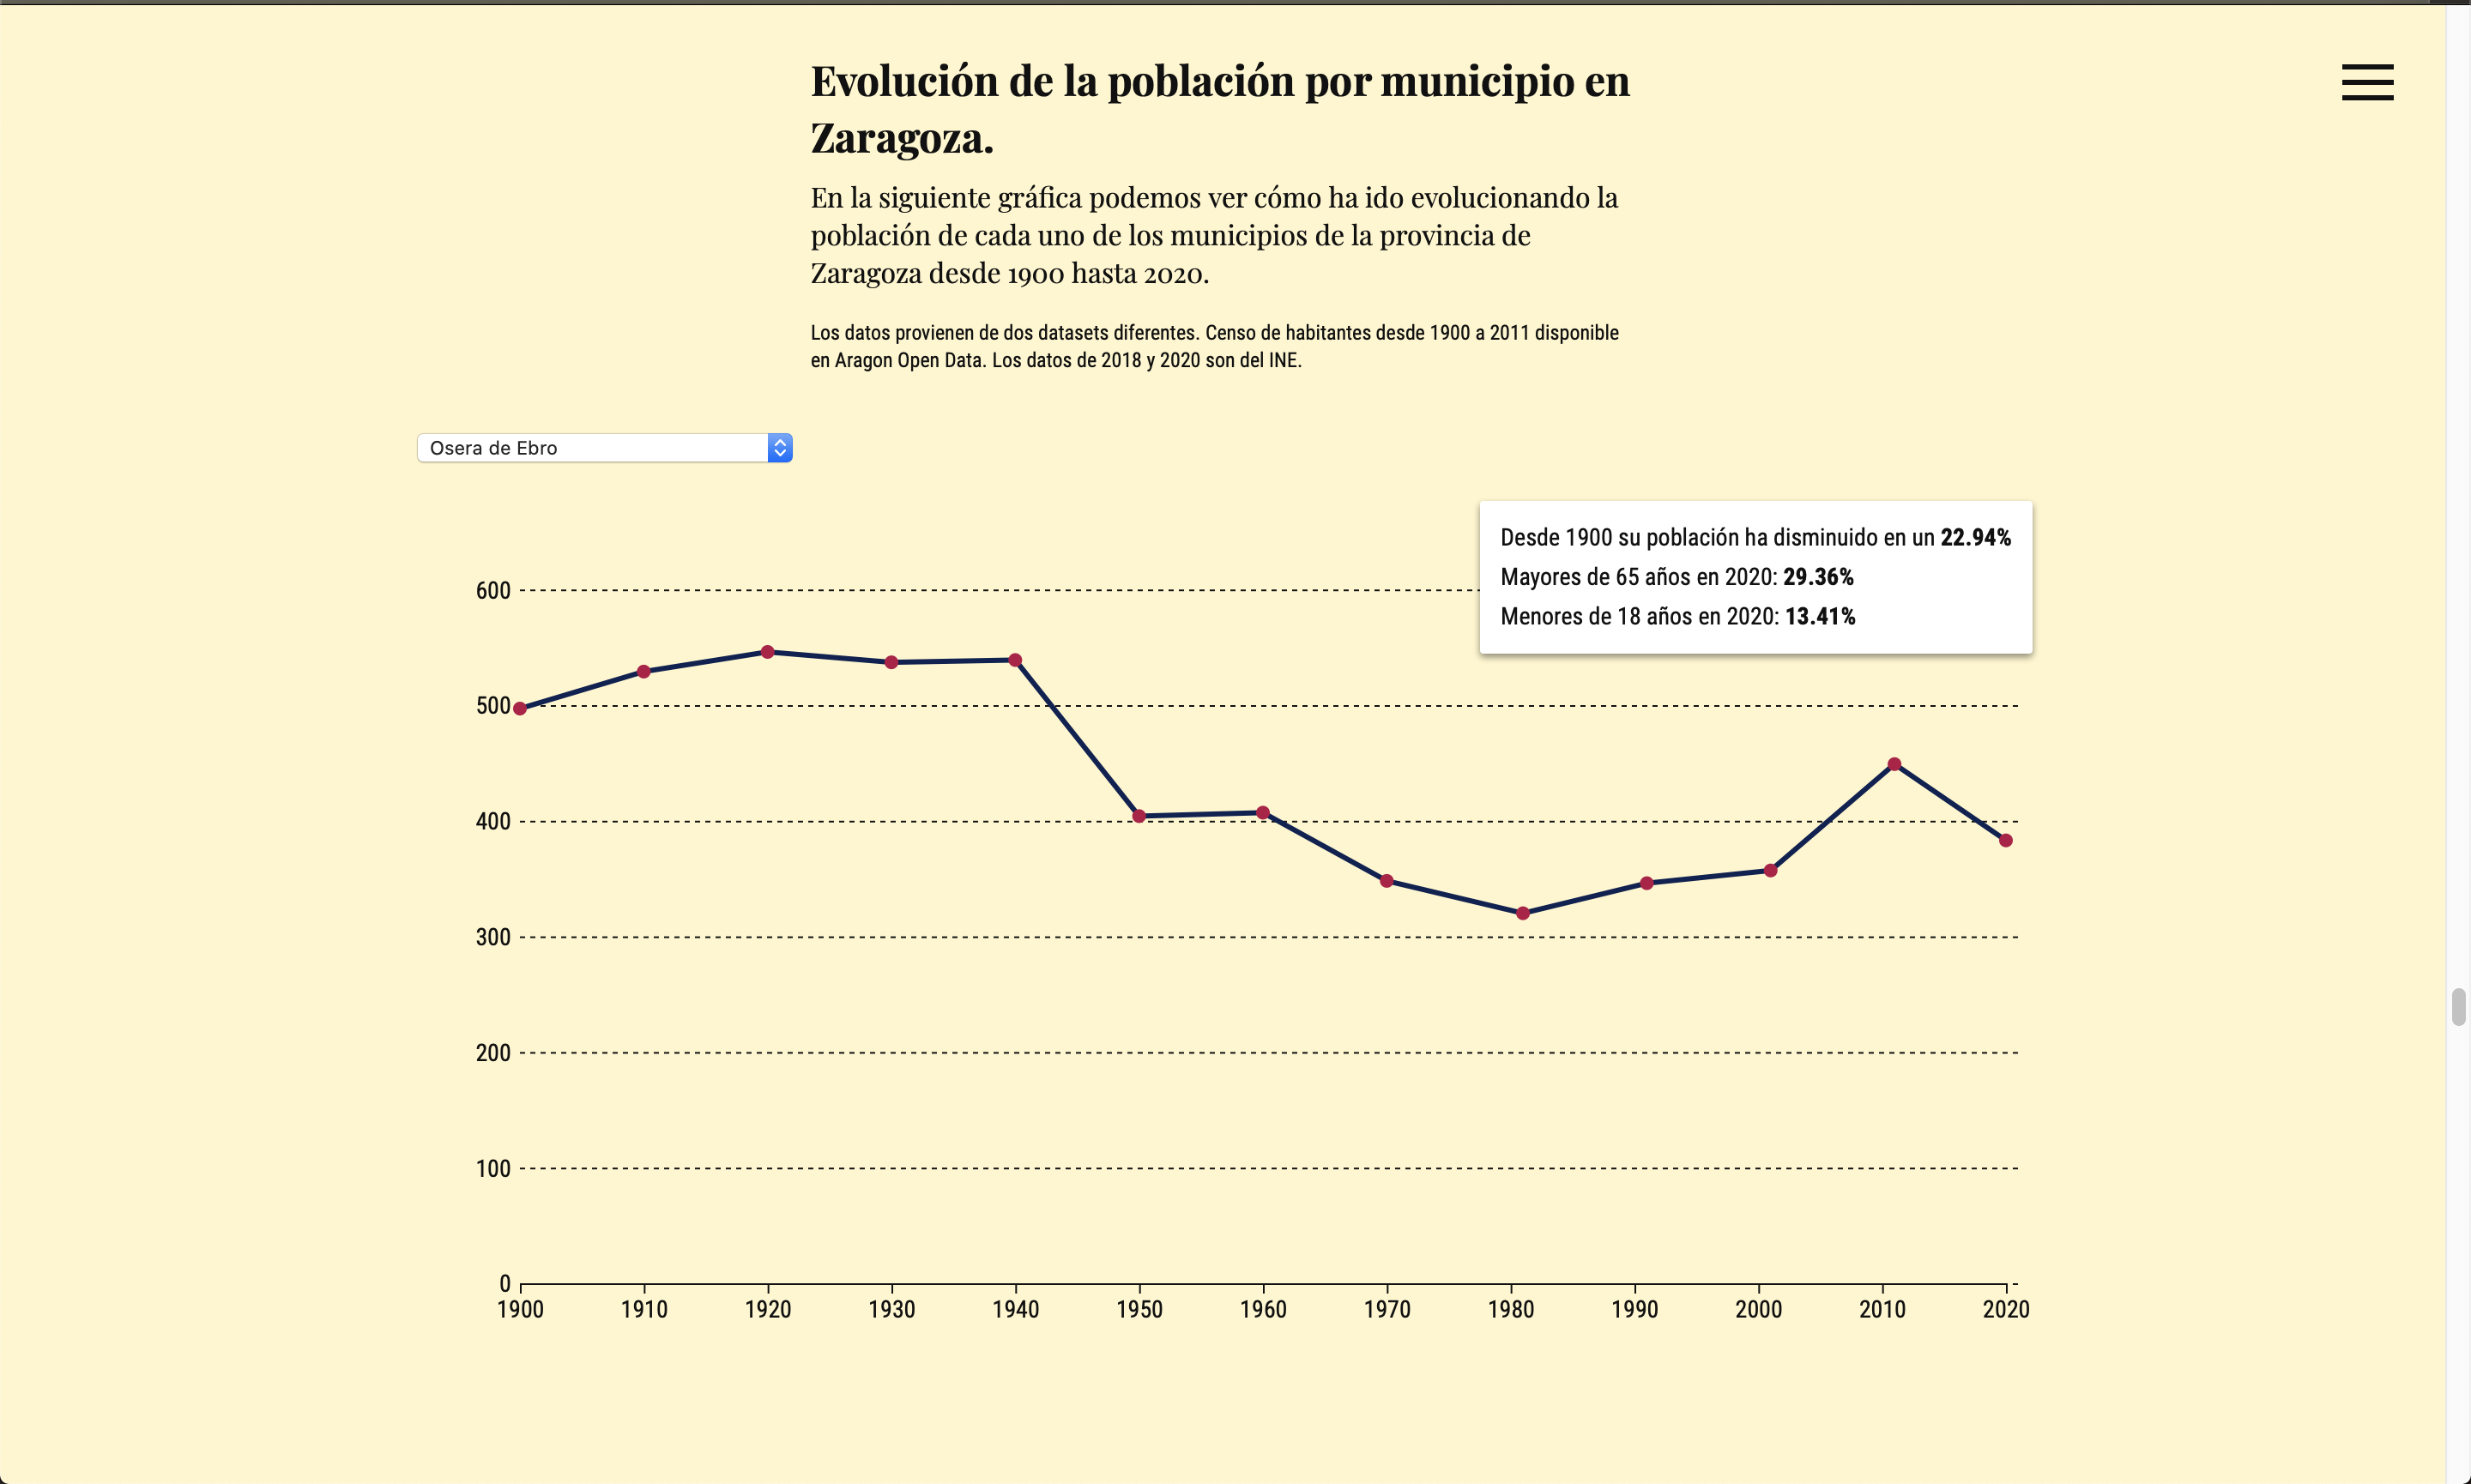 Evolución de la población por municipio en
Zaragoza.
En la siguiente gráfica podemos ver cómo ha ido evolucionando la
población de cada uno de los municipios de la provincia de
Zaragoza desde 1900 hasta 2020.
Los datos provienen de dos datasets diferentes. Censo de habitantes desde 1900 a 2011 disponible
en Aragon Open Data. Los datos de 2018 y 2020 son del INE.
Osera de Ebro
Desde 1900 su población ha disminuido en un 22.94%
Mayores de 65 años en 2020: 29.36%
Menores de 18 años en 2020: 13.41%
600
500
400
300
200
100
0
1900 1910 1920 1930 1940 1950 1960 1970 1980 1990 2000 2010 2020